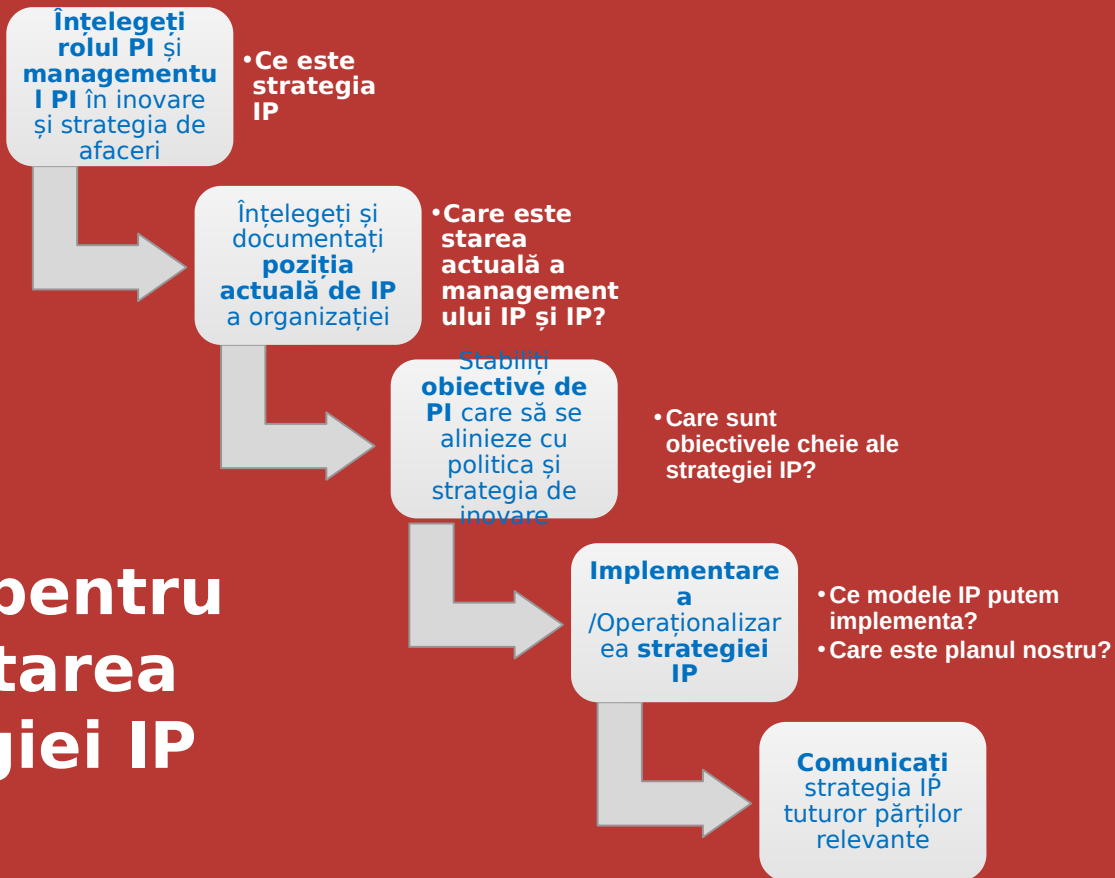 Înțelegeți
rolul PI și
managementu
l PI în inovare
și strategia de
afaceri
•Ce este
strategia
IP
Înțelegeți și
documentați
poziția
actuală de IP
a organizației
•Care este
starea
actuală a
management
ului IP și IP?
Stabiliți
obiective de
PI care să se
alinieze cu
politica și
strategia de
inovare
•Care sunt
obiectivele cheie ale
strategiei IP?
Implementare
a
/Operaționalizar
ea strategiei
IP
•Ce modele IP putem
implementa?
•Care este planul nostru?
Comunicați
strategia IP
tuturor părților
relevante
pentru
tarea
giei IP